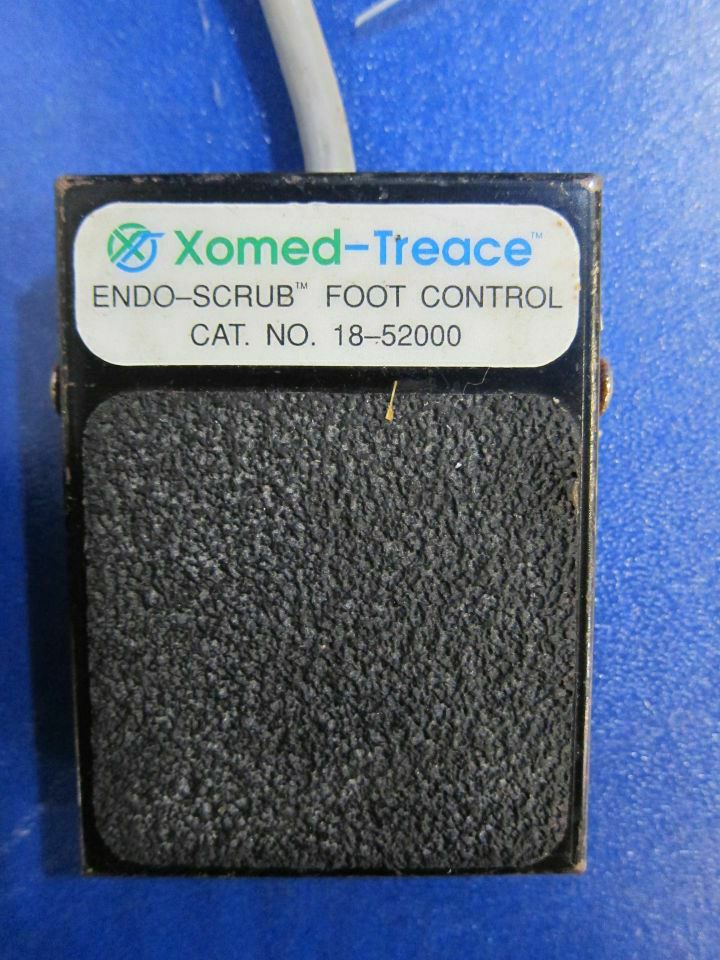 Xomed-Treace™
ENDO-SCRUB™ FOOT CONTROL
CAT. NO. 18-52000